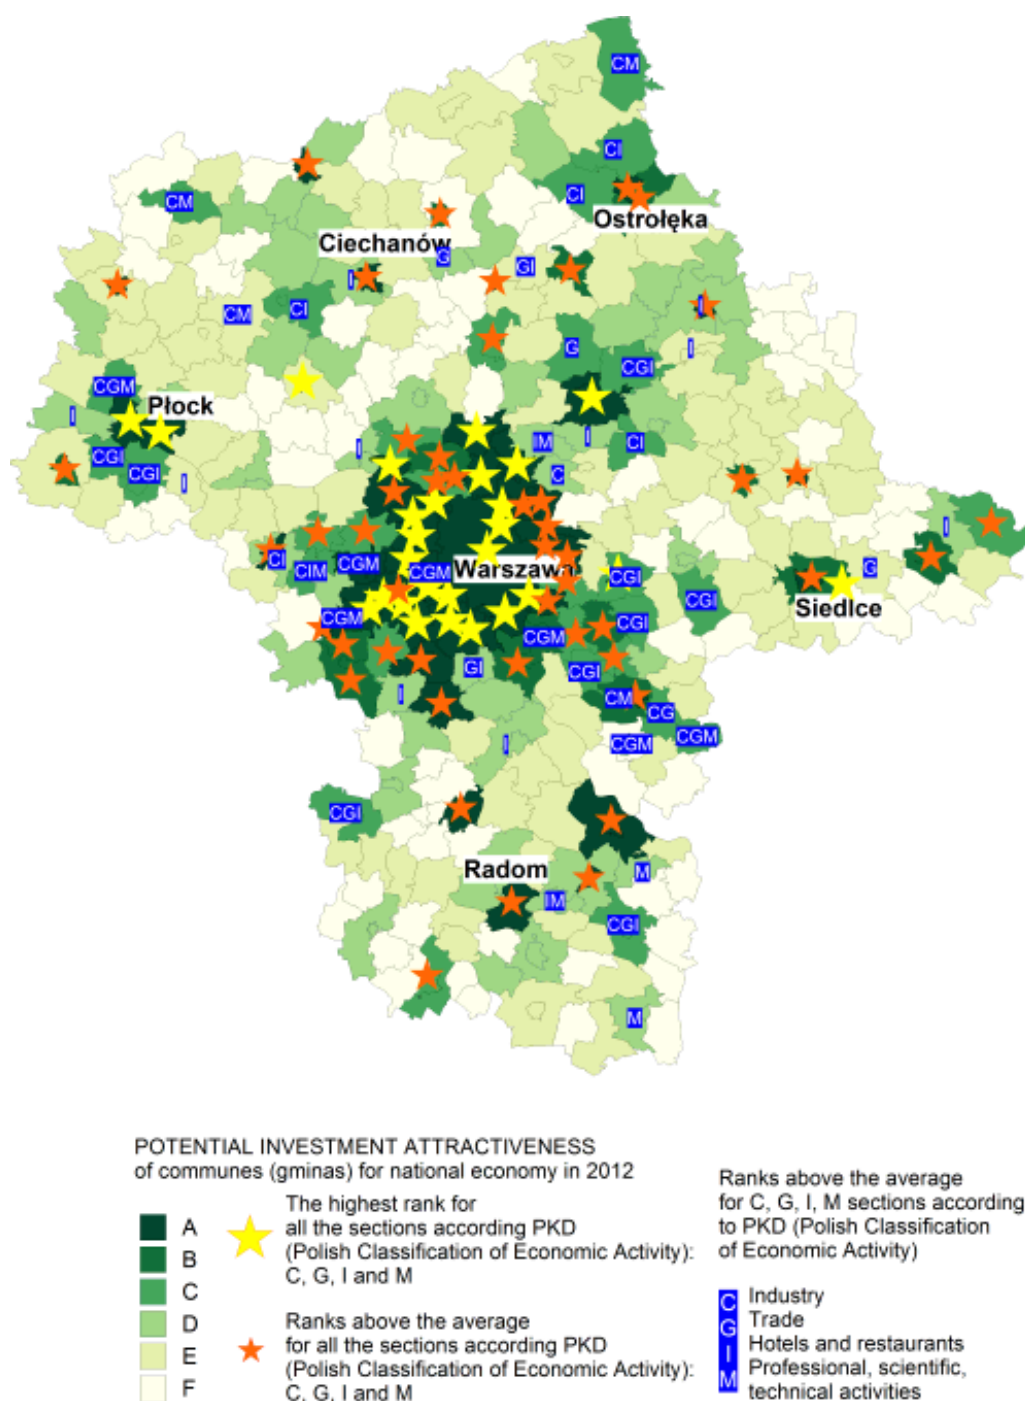 CM
CI
CI
CM
Ostrołęka
Ciechanów
G
GI
I
CM
CI
I
G
I
CGI
CGM
Płock
I
CGI
CGI
I
I
IM
I
CI
C
CI
CIM
CGM
CGM
Warszawa
CGI
CGI
I
G
Siedlce
CGM
CGM
CGI
GI
CGI
I
CM
CG
CGM
CGM
I
CGI
Radom
M
IM
CGI
M
POTENTIAL INVESTMENT ATTRACTIVENESS
of communes (gminas) for national economy in 2012
A
B
C
D
E
F
The highest rank for
all the sections according PKD
(Polish Classification of Economic Activity):
C, G, I and M
Ranks above the average
for all the sections according PKD
(Polish Classification of Economic Activity):
C, G, I and M
Ranks above the average
for C, G, I, M sections according
to PKD (Polish Classification
of Economic Activity)
C Industry
G Trade
I Hotels and restaurants
M Professional, scientific,
technical activities